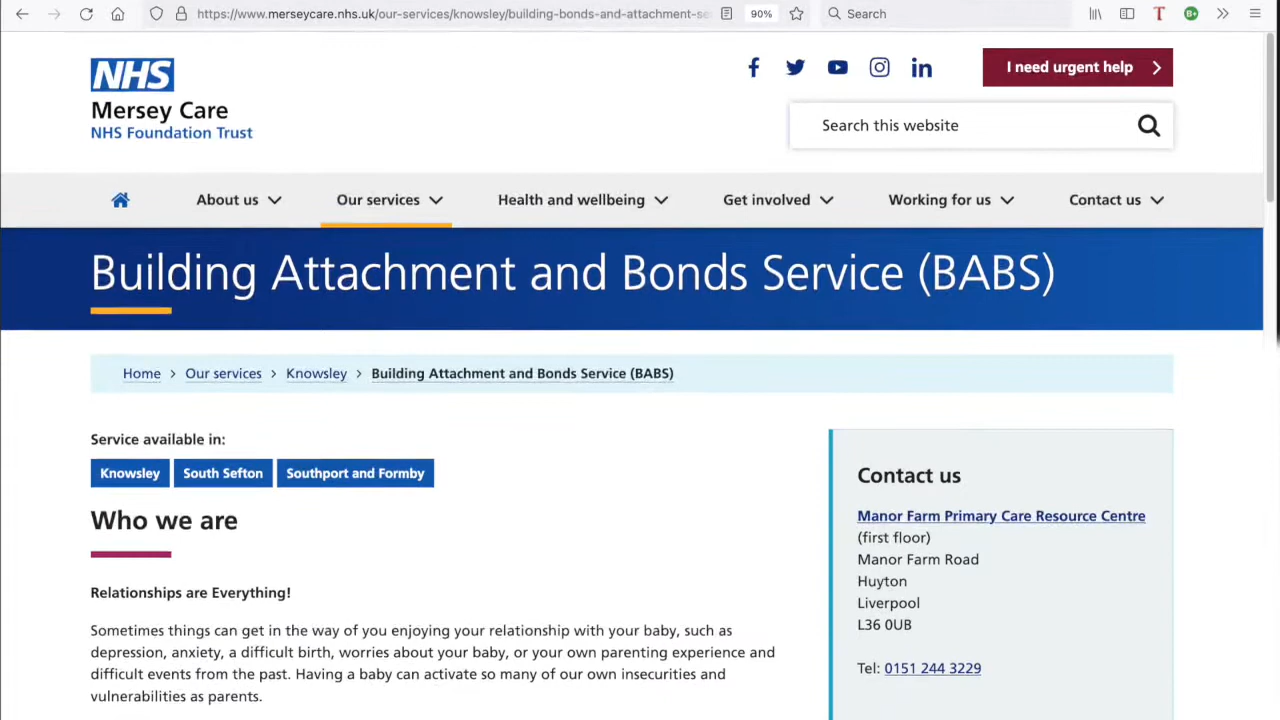 https://www.merseycare.nhs.uk/our-services/knowsley/building-bonds-and-attachment-se
90%
Search
NHS
Mersey Care
NHS Foundation Trust
I need urgent help
Search this website
About us
Our services
Health and wellbeing
Get involved
Working for us
Contact us
Building Attachment and Bonds Service (BABS)
Home > Our services > Knowsley > Building Attachment and Bonds Service (BABS)
Service available in:
Knowsley South Sefton Southport and Formby
Who we are
Relationships are Everything!
Sometimes things can get in the way of you enjoying your relationship with your baby, such as
depression, anxiety, a difficult birth, worries about your baby, or your own parenting experience and
difficult events from the past. Having a baby can activate so many of our own insecurities and
vulnerabilities as parents.
Contact us
Manor Farm Primary Care Resource Centre
(first floor)
Manor Farm Road
Huyton
Liverpool
L36 0UB
Tel: 0151 244 3229